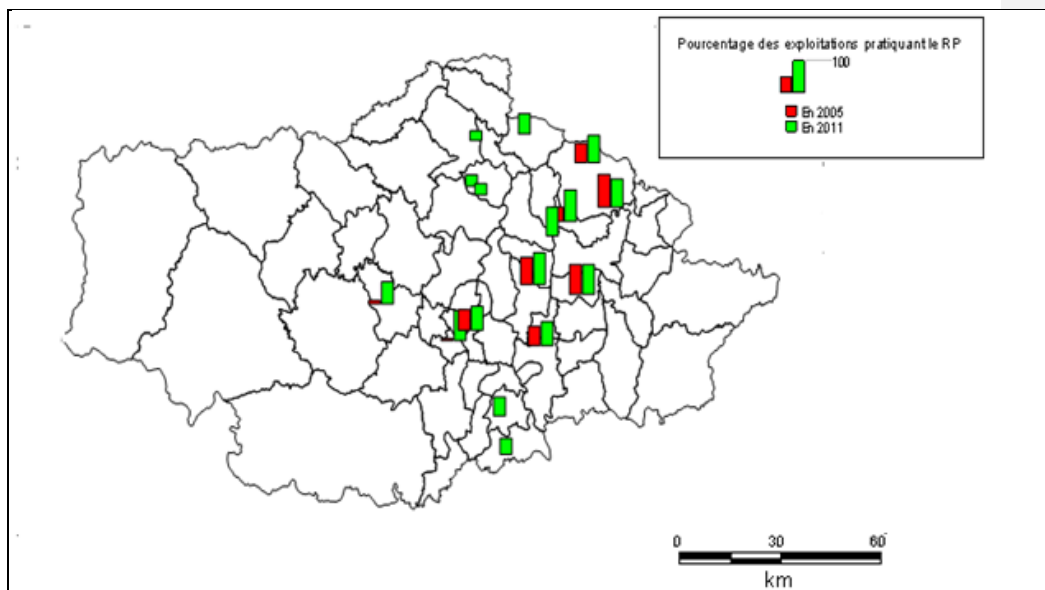 Pourcentage des exploitations pratiquant le RP
100
En 2005
En 2011
0 30 60
km